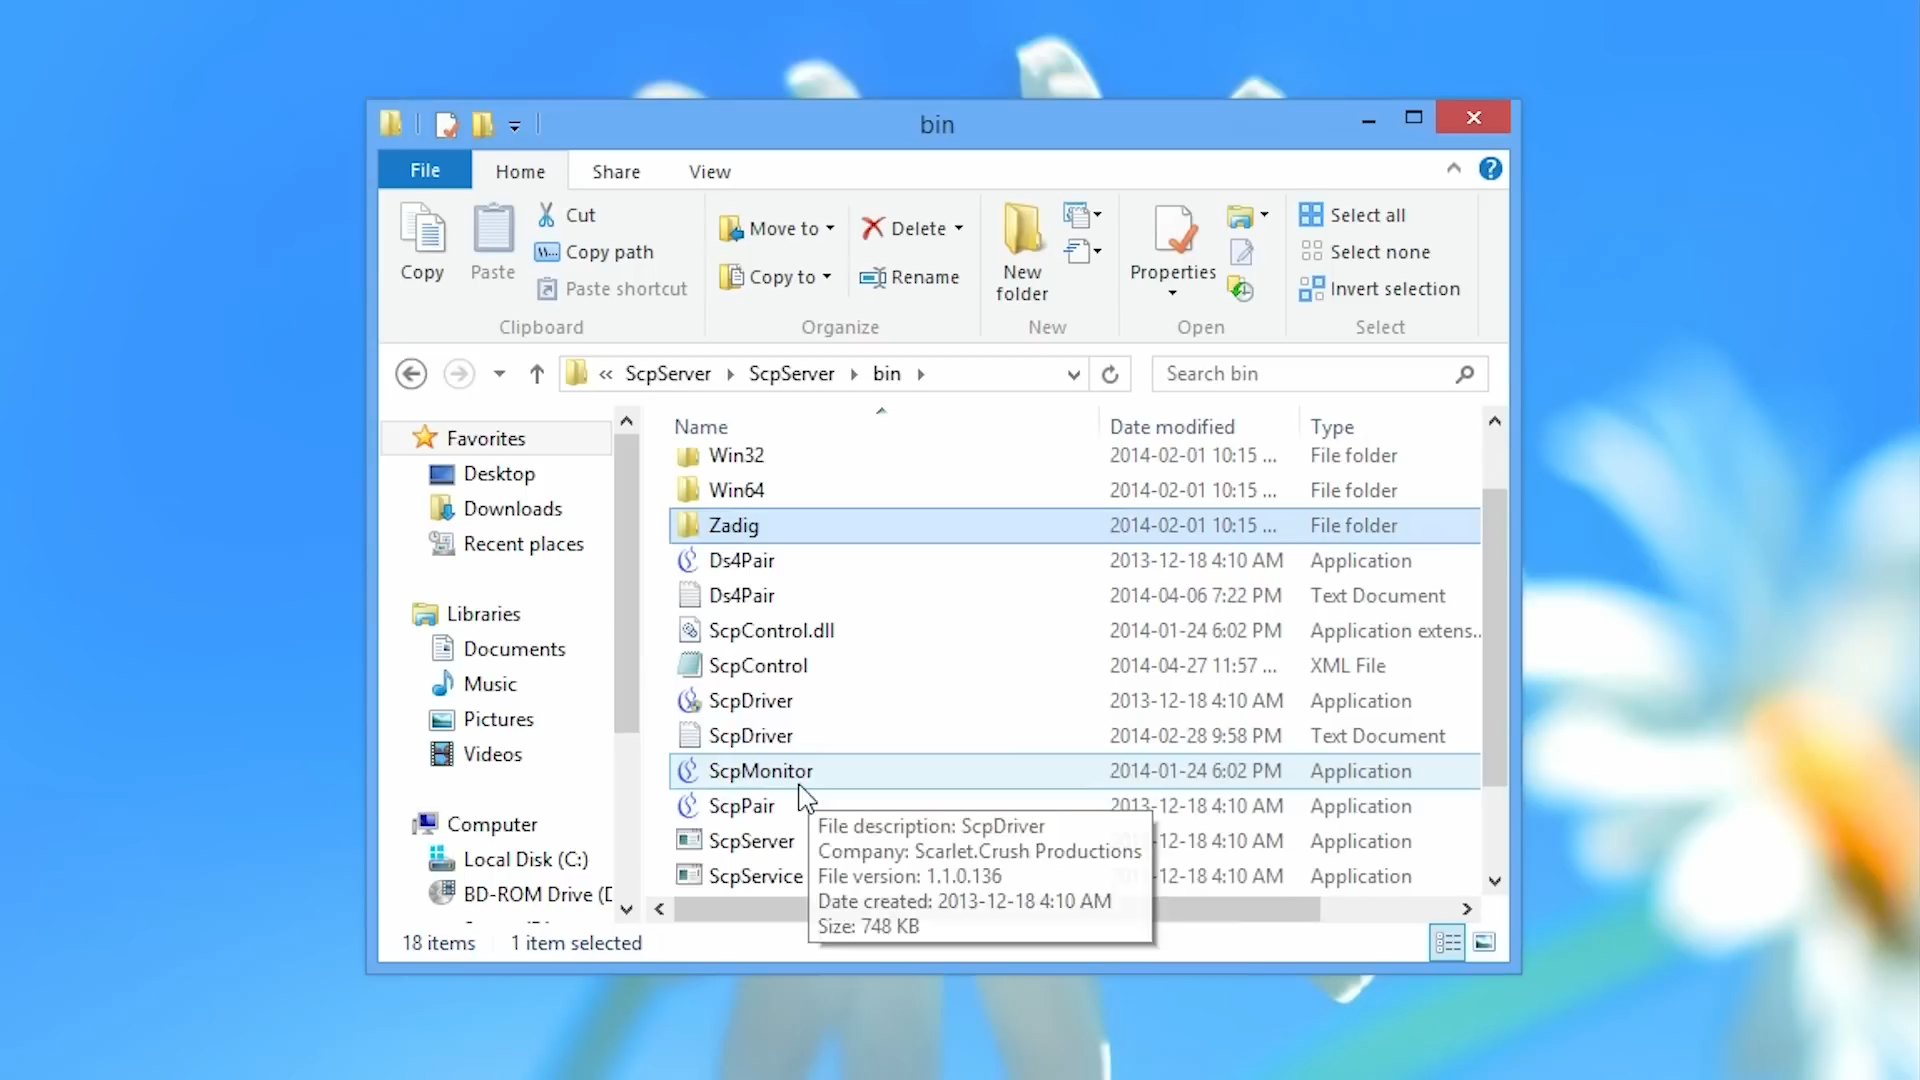 bin
File
Home
Share
View
Copy
Paste
Cut
Copy path
Paste shortcut
Clipboard
Move to
Copy to
Delete
Rename
Organize
New
folder
New
Properties
Open
Select all
Select none
Invert selection
Select
« ScpServer ScpServer bin
Search bin
Favorites
Desktop
Downloads
Recent places
Libraries
Documents
Music
Pictures
Videos
Computer
Local Disk (C:)
BD-ROM Drive (D
Name Date modified Type
Win32 2014-02-01 10:15 ... File folder
Win64 2014-02-01 10:15 ... File folder
Zadig 2014-02-01 10:15 ... File folder
Ds4Pair 2013-12-18 4:10 AM Application
Ds4Pair 2014-04-06 7:22 PM Text Document
ScpControl.dll 2014-01-24 6:02 PM Application extens...
ScpControl 2014-04-27 11:57 ... XML File
ScpDriver 2013-12-18 4:10 AM Application
ScpDriver 2014-02-28 9:58 PM Text Document
ScpMonitor 2014-01-24 6:02 PM Application
ScpPair 2013-12-18 4:10 AM Application
ScpServer -12-18 4:10 AM Application
ScpService -12-18 4:10 AM Application
File description: ScpDriver
Company: Scarlet.Crush Productions
File version: 1.1.0.136
Date created: 2013-12-18 4:10 AM
Size: 748 KB
18 items 1 item selected